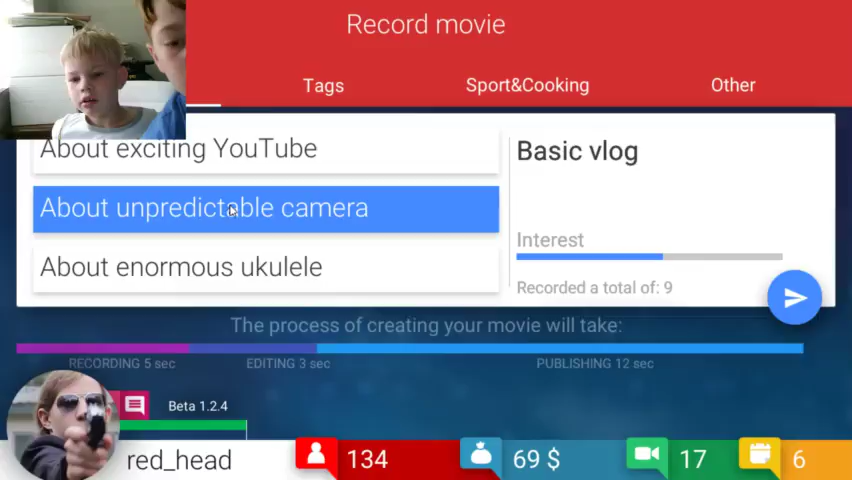 Record movie
Tags
Sport&Cooking
Other
About exciting YouTube
About unpredictable camera
About enormous ukulele
Basic vlog
Interest
Recorded a total of: 9
The process of creating your movie will take:
RECORDING 5 sec
EDITING 3 sec
PUBLISHING 12 sec
Beta 1.2.4
red_head
134
69 $
17
6